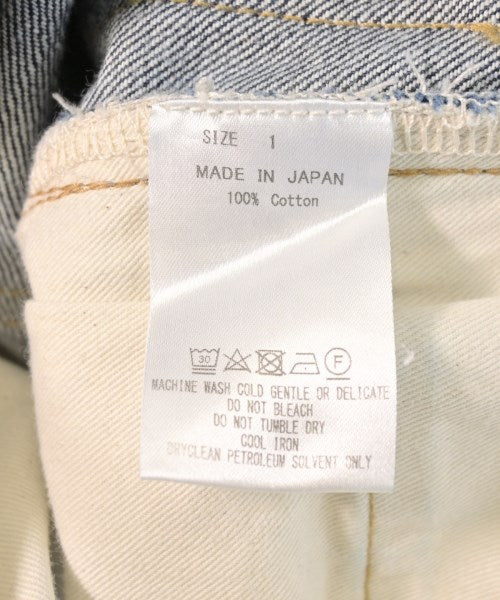 SIZE 1
MADE IN JAPAN
100% Cotton
30 F
MACHINE WASH COLD GENTLE OR DELICATE
DO NOT BLEACH
DO NOT TUMBLE DRY
COOL IRON
DRYCLEAN PETROLEUM SOLVENT ONLY